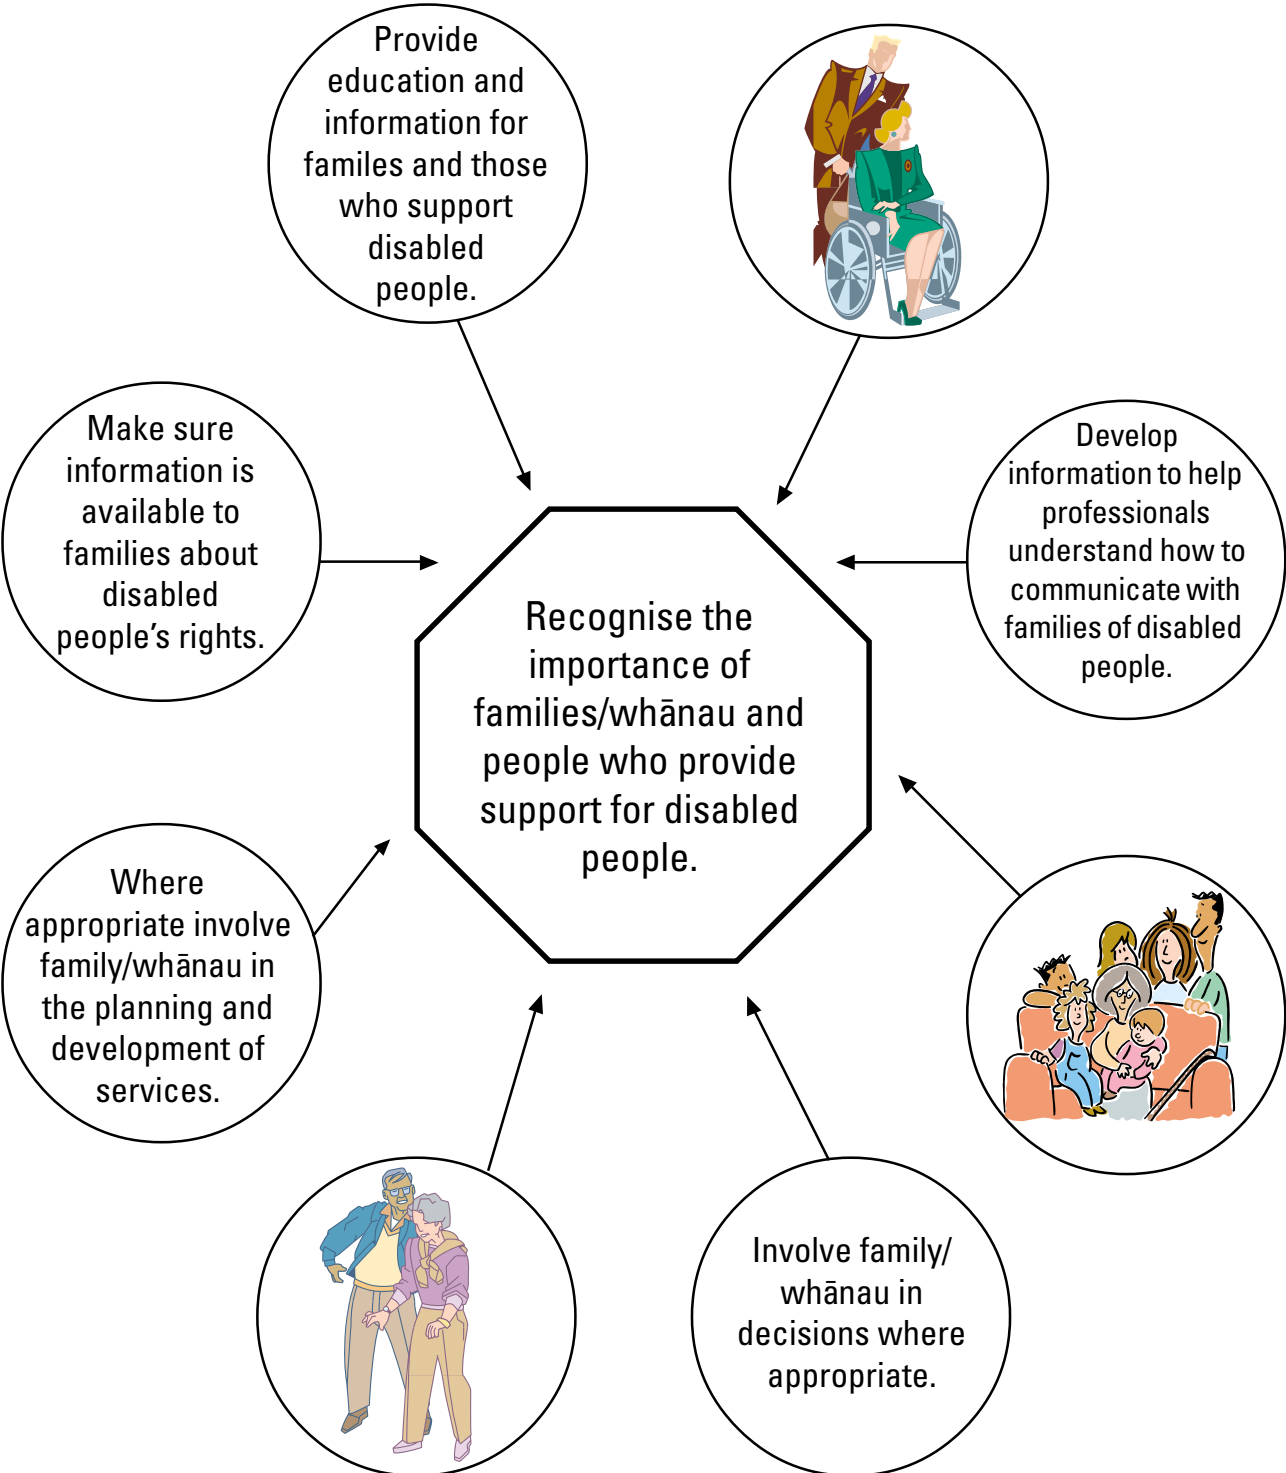 Provide
education and
information for
familes and those
who support
disabled
people.
Make sure
information is
available to
families about
disabled
people's rights.
Develop
information to help
professionals
understand how to
communicate with
families of disabled
people.
Recognise the
importance of
families/whānau and
people who provide
support for disabled
people.
Where
appropriate involve
family/whānau in
the planning and
development of
services.
Involve family/
whānau in
decisions where
appropriate.